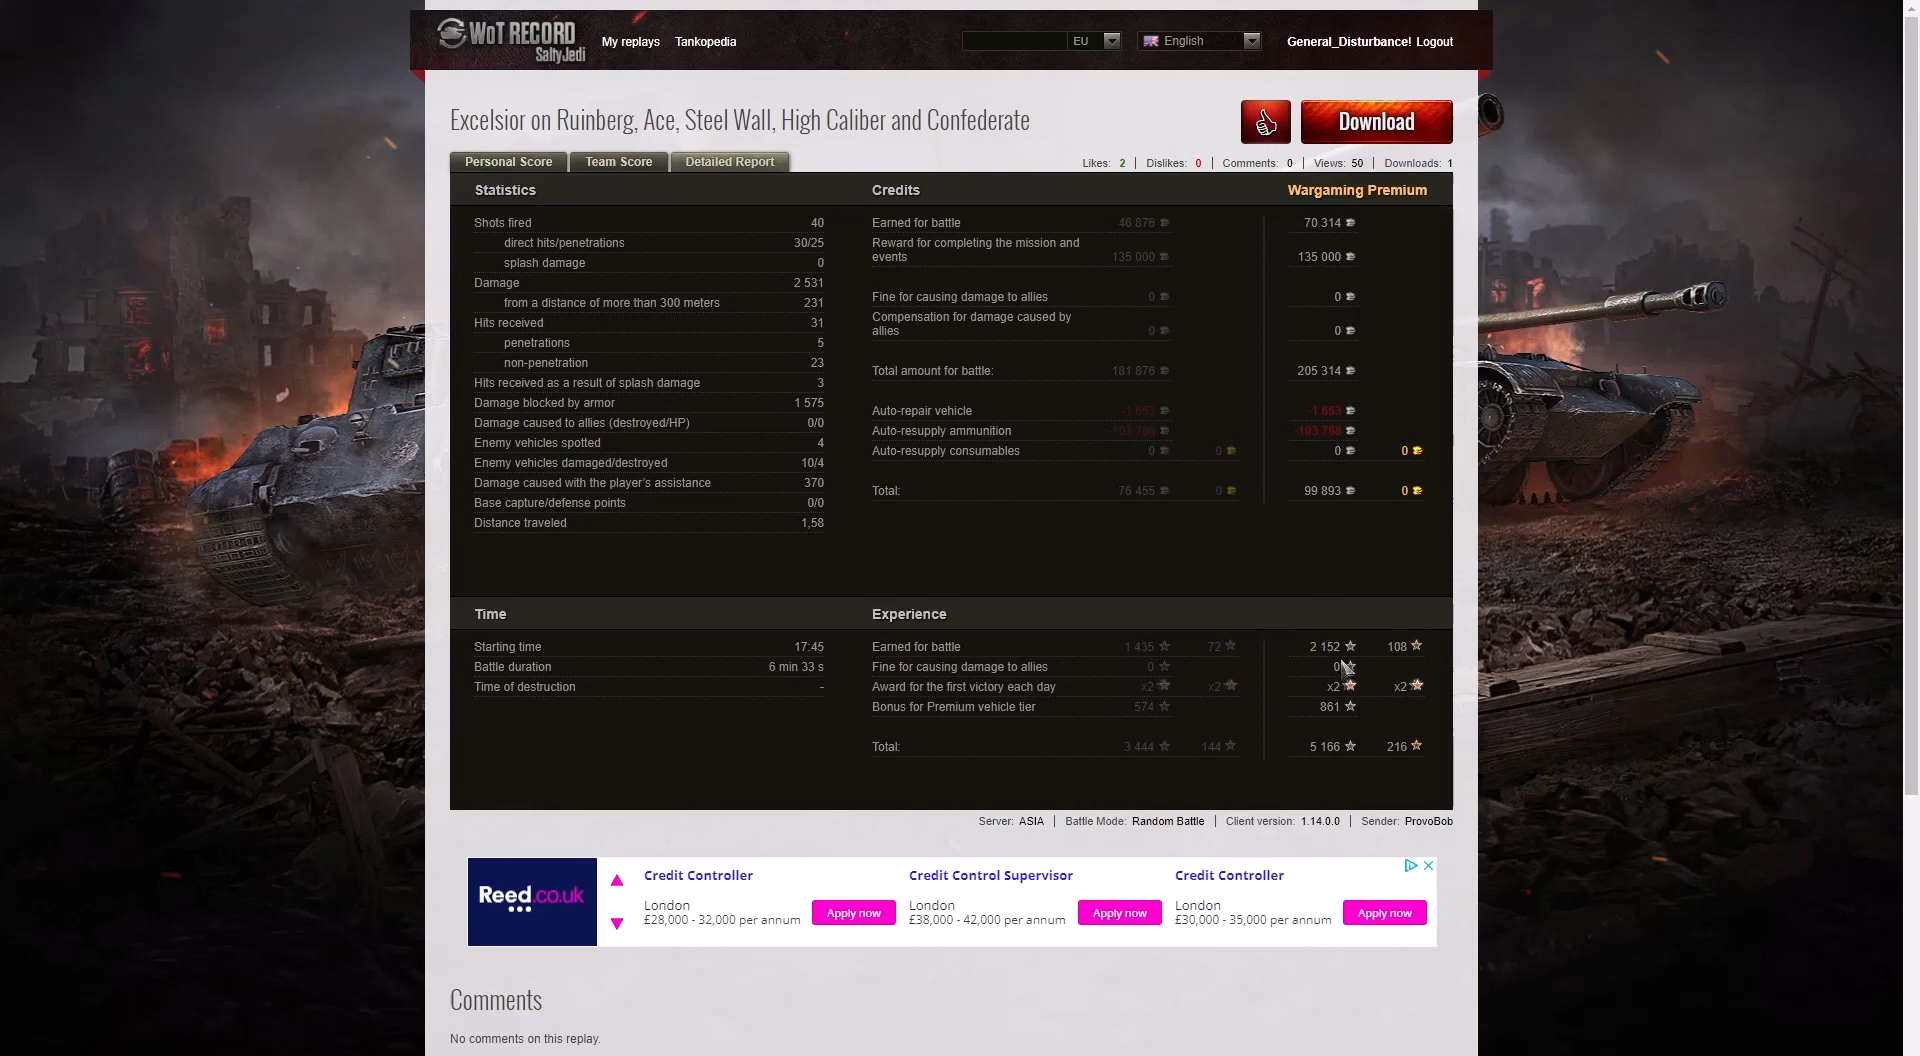 WoT RECORD
SaltyJedi
My replays Tankopedia EU English General_Disturbance! Logout
Excelsior on Ruinberg, Ace, Steel Wall, High Caliber and Confederate
Download
Personal Score Team Score Detailed Report
Likes: 2 | Dislikes: 0 | Comments: 0 | Views: 50 | Downloads: 1
Statistics
Shots fired 40
direct hits/penetrations 30/25
splash damage 0
Damage 2 531
from a distance of more than 300 meters 231
Hits received 31
penetrations 5
non-penetration 23
Hits received as a result of splash damage 3
Damage blocked by armor 1 575
Damage caused to allies (destroyed/HP) 0/0
Enemy vehicles spotted 4
Enemy vehicles damaged/destroyed 10/4
Damage caused with the player's assistance 370
Base capture/defense points 0/0
Distance traveled 1,58
Credits Wargaming Premium
Earned for battle 46 876 70 314
Reward for completing the mission and
events 135 000 135 000
Fine for causing damage to allies 0 0
Compensation for damage caused by
allies 0 0
Total amount for battle: 181 876 205 314
Auto-repair vehicle -1 653 -1 653
Auto-resupply ammunition -103 768 -103 768
Auto-resupply consumables 0 0 0 0
Total: 76 455 0 99 893 0
Time
Starting time 17:45
Battle duration 6 min 33 s
Time of destruction -
Experience
Earned for battle 1 435 72 2 152 108
Fine for causing damage to allies 0 0
Award for the first victory each day x2 x2 x2 x2
Bonus for Premium vehicle tier 574 861
Total: 3 444 144 5 166 216
Server: ASIA | Battle Mode: Random Battle | Client version: 1.14.0.0 | Sender: ProvoBob
Reed.co.uk
Credit Controller
London
£28,000 - 32,000 per annum
Apply now
Credit Control Supervisor
London
£38,000 - 42,000 per annum
Apply now
Credit Controller
London
£30,000 - 35,000 per annum
Apply now
Comments
No comments on this replay.